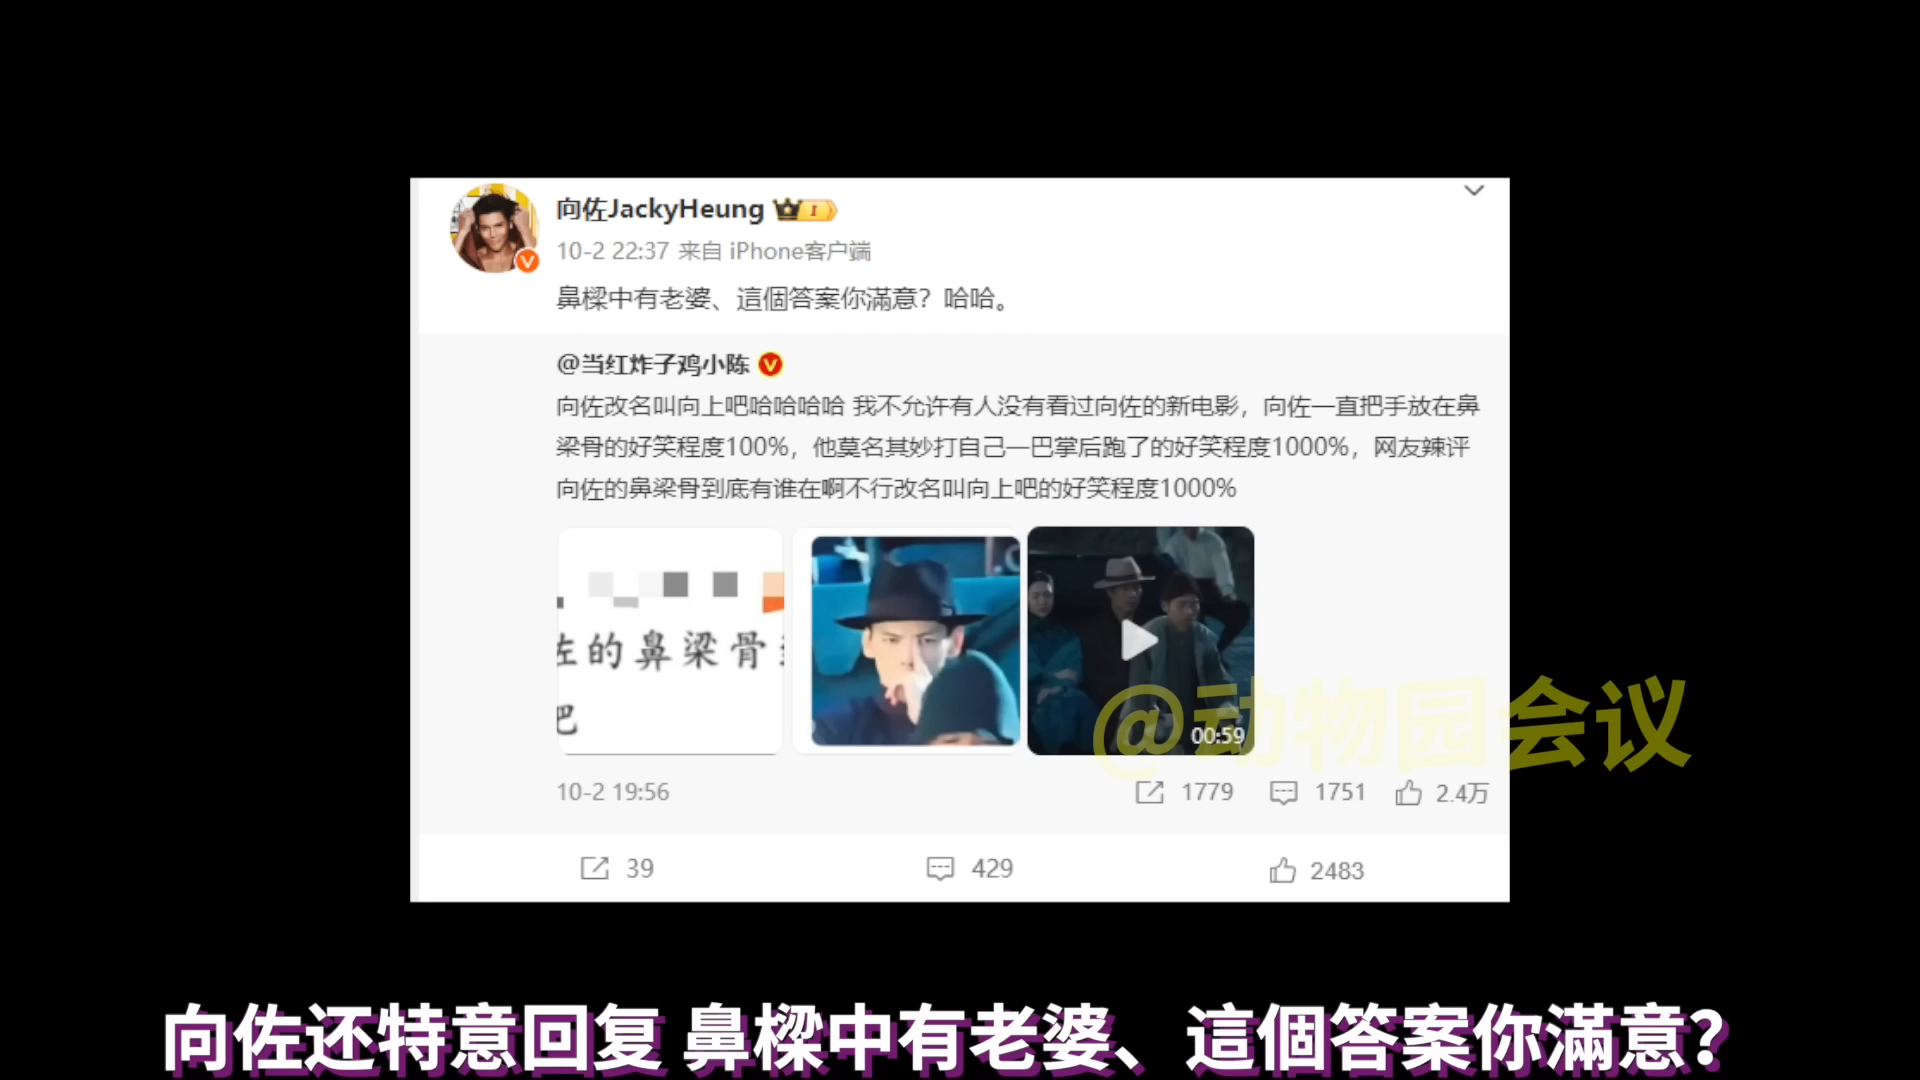 向佐JackyHeung
10-2 22:37 来自 iPhone客户端
鼻樑中有老婆、這個答案你滿意？哈哈。
@当红炸子鸡小陈
向佐改名叫向上吧哈哈哈哈 我不允许有人没有看过向佐的新电影，向佐一直把手放在鼻
梁骨的好笑程度100%，他莫名其妙打自己一巴掌后跑了的好笑程度1000%，网友辣评
向佐的鼻梁骨到底有谁在啊不行改名叫向上吧的好笑程度1000%
佐的鼻梁骨
吧
00:59
@动物园会议
10-2 19:56 1779 1751 2.4万
39 429 2483
向佐还特意回复 鼻樑中有老婆、這個答案你滿意？